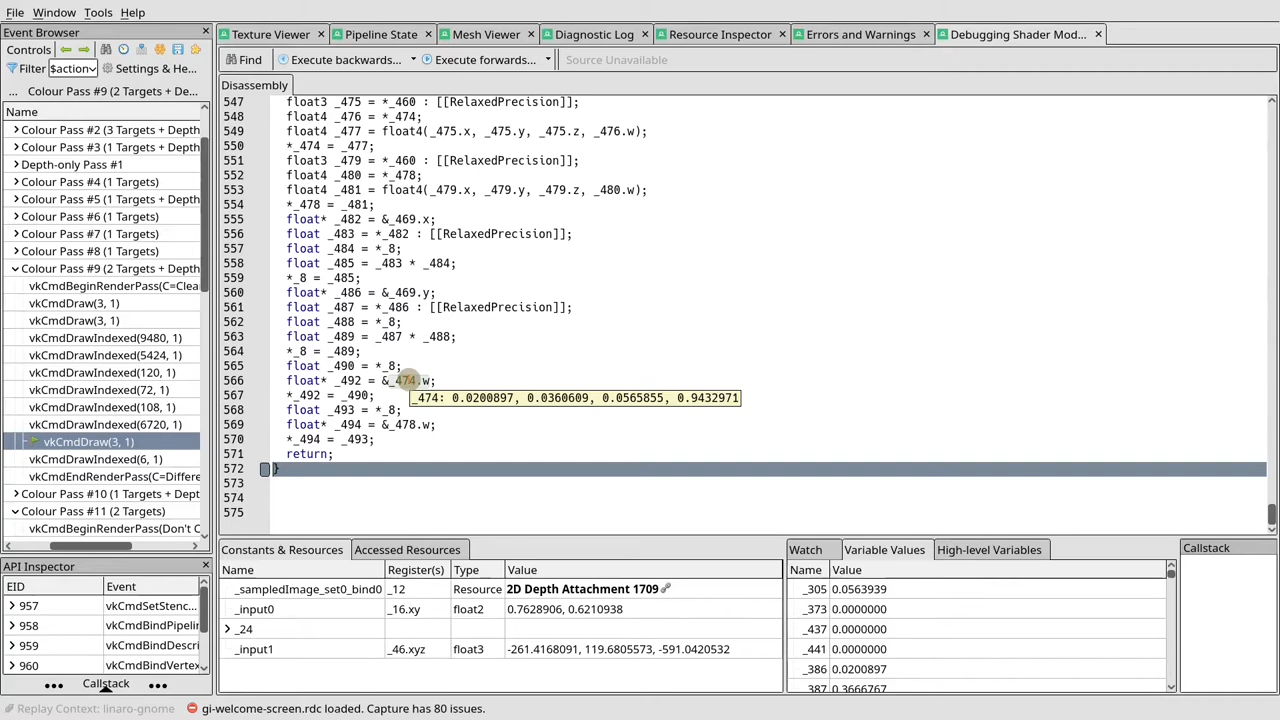 File Window Tools Help
Event Browser
Controls
Filter $action Settings & He...
... Colour Pass #9 (2 Targets + De...
Name
Colour Pass #2 (3 Targets + Depth
Colour Pass #3 (1 Targets + Depth
Depth-only Pass #1
Colour Pass #4 (1 Targets)
Colour Pass #5 (1 Targets + Depth
Colour Pass #6 (1 Targets)
Colour Pass #7 (1 Targets)
Colour Pass #8 (1 Targets)
Colour Pass #9 (2 Targets + Depth
vkCmdBeginRenderPass(C=Clea
vkCmdDraw(3, 1)
vkCmdDraw(3, 1)
vkCmdDrawIndexed(9480, 1)
vkCmdDrawIndexed(5424, 1)
vkCmdDrawIndexed(120, 1)
vkCmdDrawIndexed(72, 1)
vkCmdDrawIndexed(108, 1)
vkCmdDrawIndexed(6720, 1)
vkCmdDraw(3, 1)
vkCmdDrawIndexed(6, 1)
vkCmdEndRenderPass(C=Differe
Colour Pass #10 (1 Targets + Dept
Colour Pass #11 (2 Targets)
vkCmdBeginRenderPass(Don't C
API Inspector
EID Event
957 vkCmdSetStenc...
958 vkCmdBindPipelin
959 vkCmdBindDescri
960 vkCmdBindVertex
Callstack
Texture Viewer Pipeline State Mesh Viewer Diagnostic Log Resource Inspector Errors and Warnings Debugging Shader Mod...
Find Execute backwards... Execute forwards... Source Unavailable
Disassembly
547 float3 _475 = *_460 : [[RelaxedPrecision]];
548 float4 _476 = *_474;
549 float4 _477 = float4(_475.x, _475.y, _475.z, _476.w);
550 *_474 = _477;
551 float3 _479 = *_460 : [[RelaxedPrecision]];
552 float4 _480 = *_478;
553 float4 _481 = float4(_479.x, _479.y, _479.z, _480.w);
554 *_478 = _481;
555 float* _482 = &_469.x;
556 float _483 = *_482 : [[RelaxedPrecision]];
557 float _484 = *_8;
558 float _485 = _483 * _484;
559 *_8 = _485;
560 float* _486 = &_469.y;
561 float _487 = *_486 : [[RelaxedPrecision]];
562 float _488 = *_8;
563 float _489 = _487 * _488;
564 *_8 = _489;
565 float _490 = *_8;
566 float* _492 = &_474.w;
567 *_492 = _490;
_474: 0.0200897, 0.0360609, 0.0565855, 0.9432971
568 float _493 = *_8;
569 float* _494 = &_478.w;
570 *_494 = _493;
571 return;
572 }
573
574
575
Constants & Resources Accessed Resources
Name Register(s) Type Value
_sampledImage_set0_bind0 _12 Resource 2D Depth Attachment 1709
_input0 _16.xy float2 0.7628906, 0.6210938
_24
_input1 _46.xyz float3 -261.4168091, 119.6805573, -591.0420532
Watch Variable Values High-level Variables
Name Value
_305 0.0563939
_373 0.0000000
_437 0.0000000
_441 0.0000000
_386 0.0200897
387 0.3666767
Callstack
Replay Context: linaro-gnome gi-welcome-screen.rdc loaded. Capture has 80 issues.